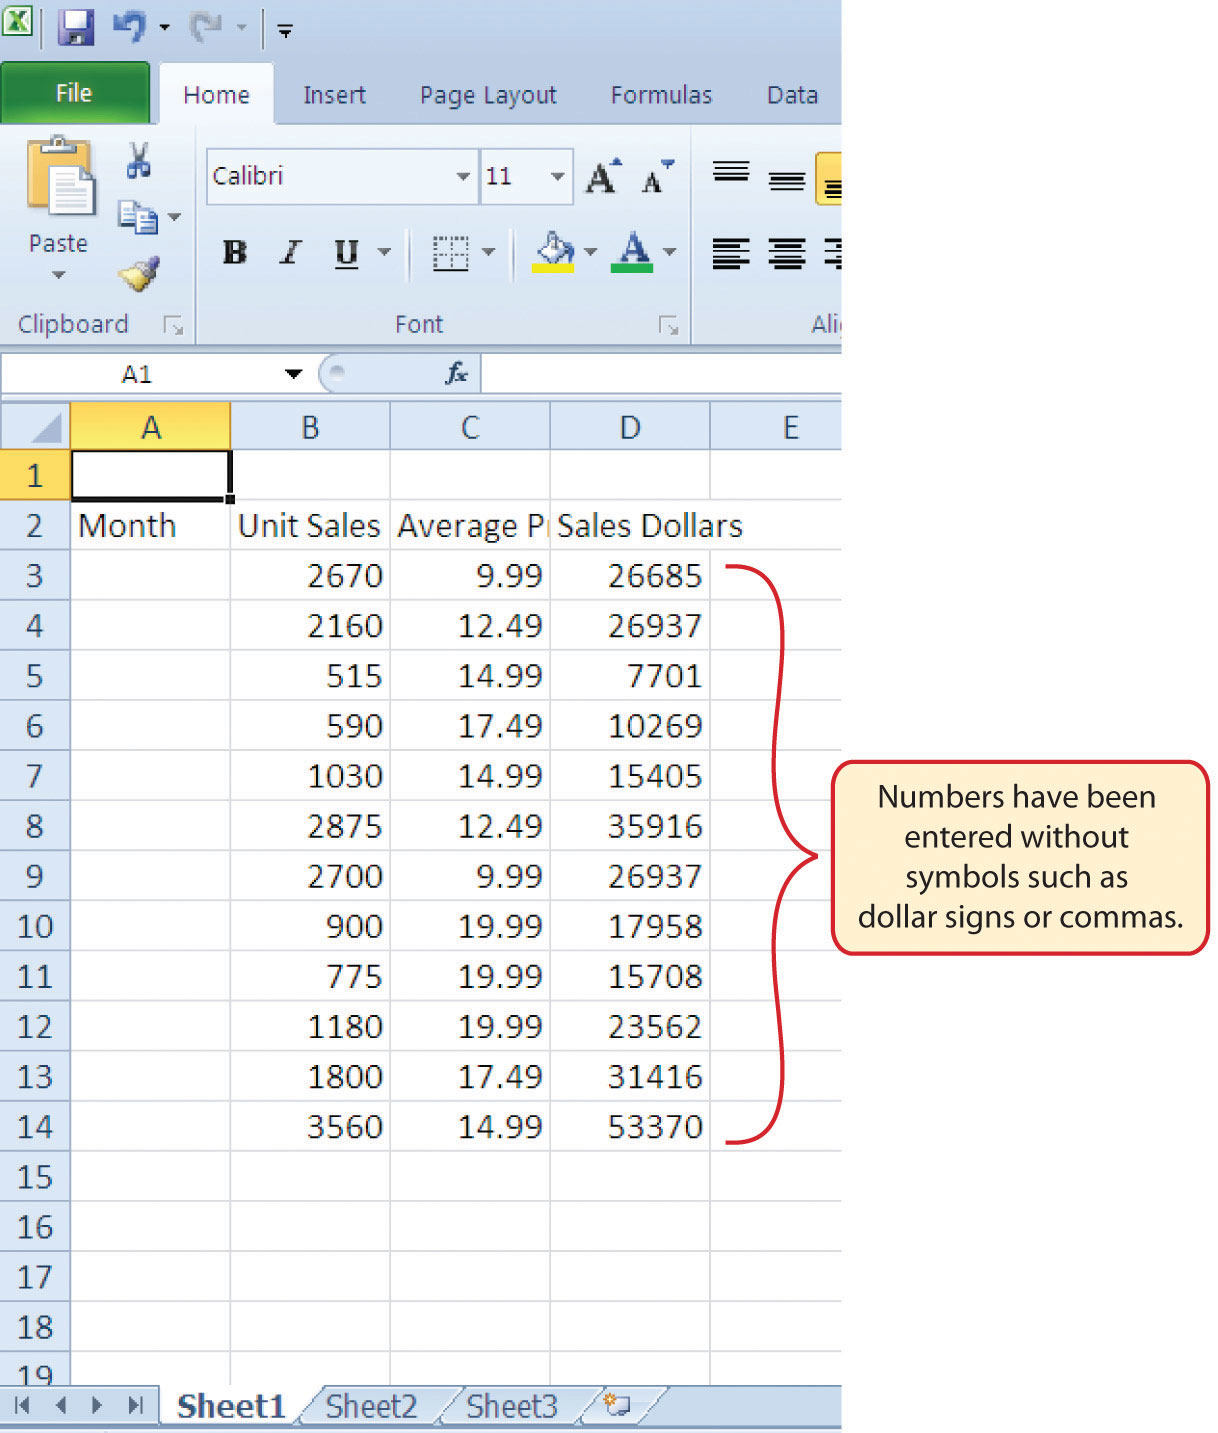 File Home Insert Page Layout Formulas Data
Calibri 11
A A
Paste B I U A
Clipboard Font
A1 fx
A B C D E
1
2 Month Unit Sales Average Sales Dollars
3 2670 9.99 26685
4 2160 12.49 26937
5 515 14.99 7701
6 590 17.49 10269
7 1030 14.99 15405
8 2875 12.49 35916
9 2700 9.99 26937
10 900 19.99 17958
11 775 19.99 15708
12 1180 19.99 23562
13 1800 17.49 31416
14 3560 14.99 53370
15
16
17
18
19
Numbers have been
entered without
symbols such as
dollar signs or commas.
Sheet1 Sheet2 Sheet3